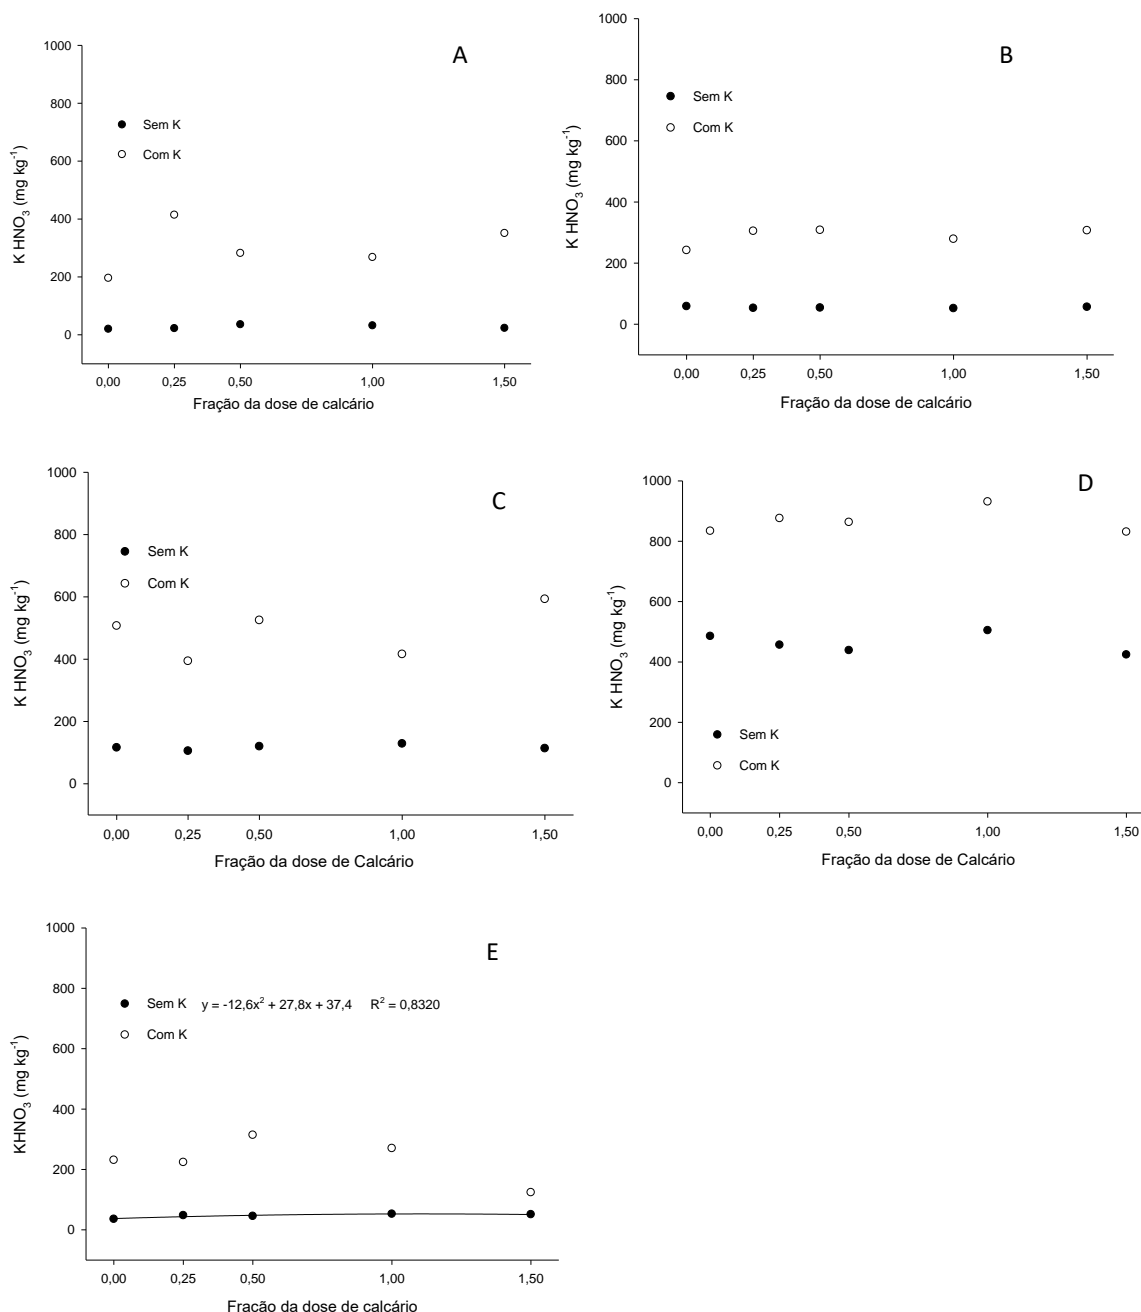 A
1000
800
600
400
200
0
K HNO3 (mg kg-1)
Sem K
Com K
0,00 0,25 0,50 1,00 1,50
Fração da dose de calcário
B
1000
800
600
400
200
0
K HNO3 (mg kg-1)
Sem K
Com K
0,00 0,25 0,50 1,00 1,50
Fração da dose de calcário
C
1000
800
600
400
200
0
K HNO3 (mg kg-1)
Sem K
Com K
0,00 0,25 0,50 1,00 1,50
Fração da dose de Calcário
D
1000
800
600
400
200
0
K HNO3 (mg kg-1)
Sem K
Com K
0,00 0,25 0,50 1,00 1,50
Fração da dose de Calcário
E
1000
800
600
400
200
0
KHNO3 (mg kg-1)
Sem K y = -12,6x2 + 27,8x + 37,4 R2 = 0,8320
Com K
0,00 0,25 0,50 1,00 1,50
Fração da dose de calcário